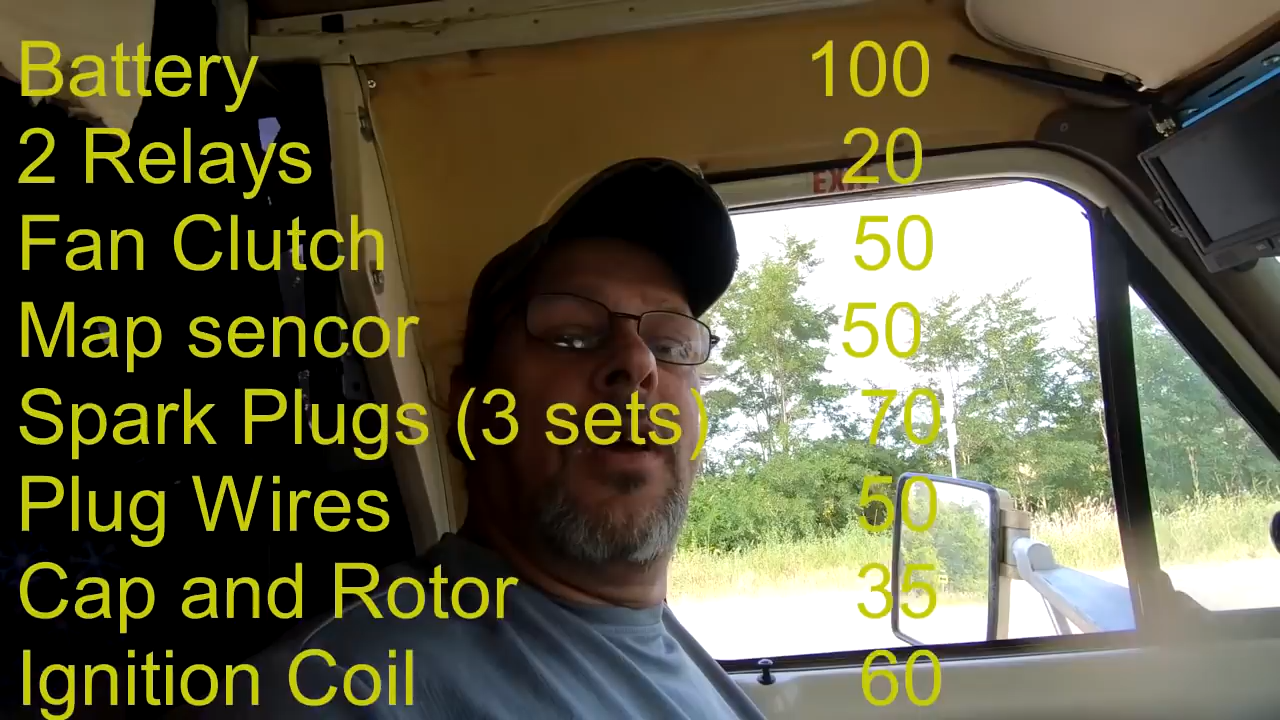 Battery 100
2 Relays 20
EXIT
Fan Clutch 50
Map sencor 50
Spark Plugs (3 sets) 70
Plug Wires 50
Cap and Rotor 35
Ignition Coil 60